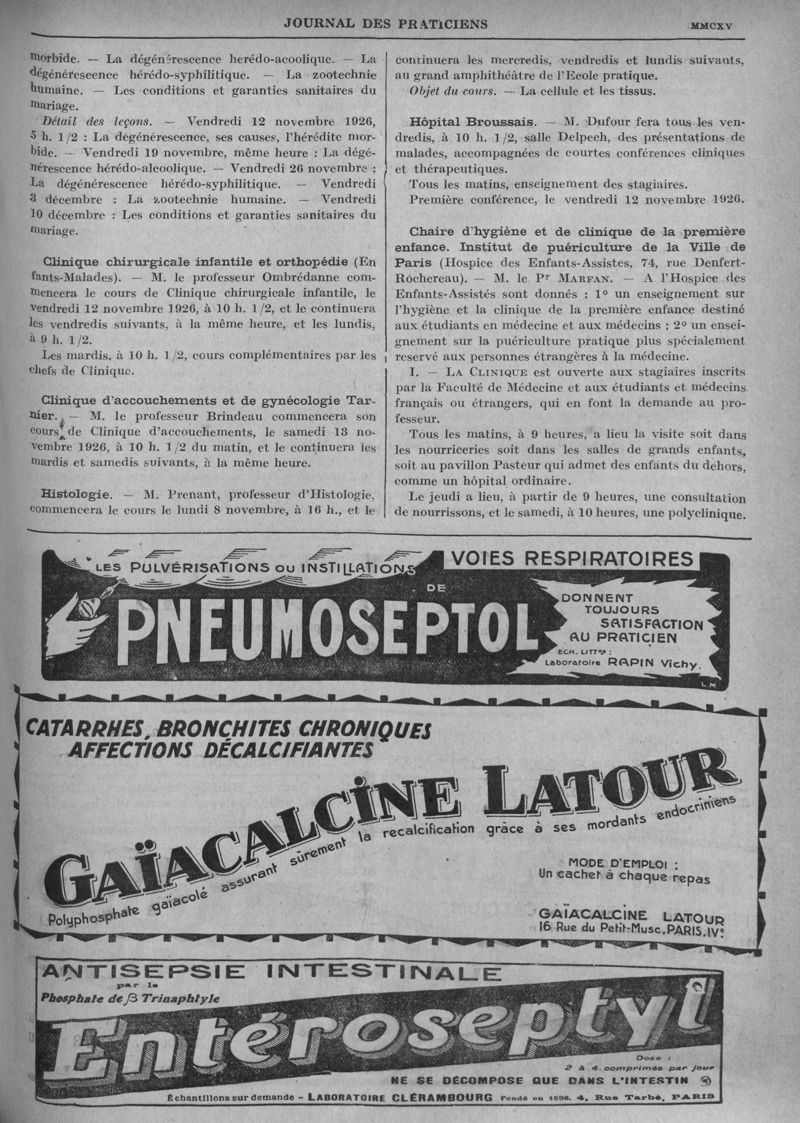 JOURNAL DES PRATICIENS
MMCXV
morbide. — La dégénérescence herédo-acoolique. — La
dégénérescence hérédo-syphilitique. — La zootechnie
humaine. — Les conditions et garanties sanitaires du
mariage.
Détail des leçons. — Vendredi 12 novembre 1926,
5 h. 1/2 : La dégénérescence, ses causes, l'hérédite mor-
bide. — Vendredi 19 novembre, même heure : La dégé-
nérescence hérédo-alcoolique. — Vendredi 26 novembre :
La dégénérescence hérédo-syphilitique. — Vendredi
3 décembre : La zootechnie humaine. — Vendredi
10 décembre : Les conditions et garanties sanitaires du
mariage.
Clinique chirurgicale infantile et orthopédie (En
fants-Malades). — M. le professeur Ombrédanne com-
mencera le cours de Clinique chirurgicale infantile, le
vendredi 12 novembre 1926, à 10 h. 1/2, et le continuera
les vendredis suivants, à la même heure, et les lundis,
à 9 h. 1/2.
Les mardis, à 10 h. 1/2, cours complémentaires par les
chefs de Clinique.
Clinique d'accouchements et de gynécologie Tar-
nier. — M. le professeur Brindeau commencera son
cours de Clinique d'accouchements, le samedi 13 no-
vembre 1926, à 10 h. 1/2 du matin, et le continuera les
mardis et samedis suivants, à la même heure.
Histologie. — M. Prenant, professeur d'Histologie,
commencera le cours le lundi 8 novembre, à 16 h., et le
continuera les mercredis, vendredis et lundis suivants,
au grand amphithéâtre de l'Ecole pratique.
Objet du cours. — La cellule et les tissus.
Hôpital Broussais. — M. Dufour fera tous les ven-
dredis, à 10 h. 1/2, salle Delpech, des présentations de
malades, accompagnées de courtes conférences cliniques
et thérapeutiques.
Tous les matins, enseignement des stagiaires.
Première conférence, le vendredi 12 novembre 1926.
Chaire d'hygiène et de clinique de la première
enfance. Institut de puériculture de la Ville de
Paris (Hospice des Enfants-Assistes, 74, rue Denfert-
Rochereau). — M. le Pr MARFAN. — A l'Hospice des
Enfants-Assistés sont donnés : 1° un enseignement sur
l'hygiène et la clinique de la première enfance destiné
aux étudiants en médecine et aux médecins ; 2° un ensei-
gnement sur la puériculture pratique plus spécialement
reservé aux personnes étrangères à la médecine.
I. — LA CLINIQUE est ouverte aux stagiaires inscrits
par la Faculté de Médecine et aux étudiants et médecins
français ou étrangers, qui en font la demande au pro-
fesseur.
Tous les matins, à 9 heures, a lieu la visite soit dans
les nourriceries soit dans les salles de grands enfants,
soit au pavillon Pasteur qui admet des enfants du dehors,
comme un hôpital ordinaire.
Le jeudi a lieu, à partir de 9 heures, une consultation
de nourrissons, et le samedi, à 10 heures, une polyclinique.
LES PULVÉRISATIONS OU INSTILLATIONS
VOIES RESPIRATOIRES
DE
PNEUMOSEPTOL
DONNENT
TOUJOURS
SATISFACTION
AU PRATICIEN
ECH. LITTre :
Laboratoire RAPIN Vichy.
L.M
CATARRHES, BRONCHITES CHRONIQUES
AFFECTIONS DÉCALCIFIANTES
GAÏACALCINE LATOUR
Polyphosphate gaïacolé assurant sûrement la recalcification grâce à ses mordants endocriniens
MODE D'EMPLOI :
Un cachet à chaque repas
GAÏACALCINE LATOUR
16 Rue du Petit-Musc, PARIS, IVe
ANTISEPSIE INTESTINALE
par le
Phosphate de β Trinaphtyle
Entéroseptyl
Dose :
2 à 4 comprimés par jour
NE SE DÉCOMPOSE QUE DANS L'INTESTIN
Échantillons sur demande – LABORATOIRE CLÉRAMBOURG Fondé en 1898. 4, Rue Tarbé, PARIS